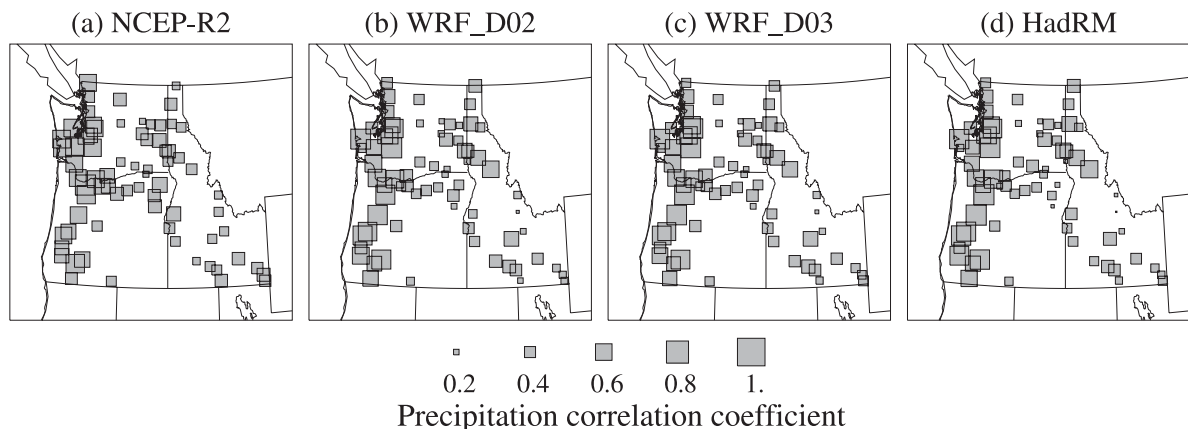 (a) NCEP-R2 (b) WRF_D02 (c) WRF_D03 (d) HadRM
0.2 0.4 0.6 0.8 1.
Precipitation correlation coefficient